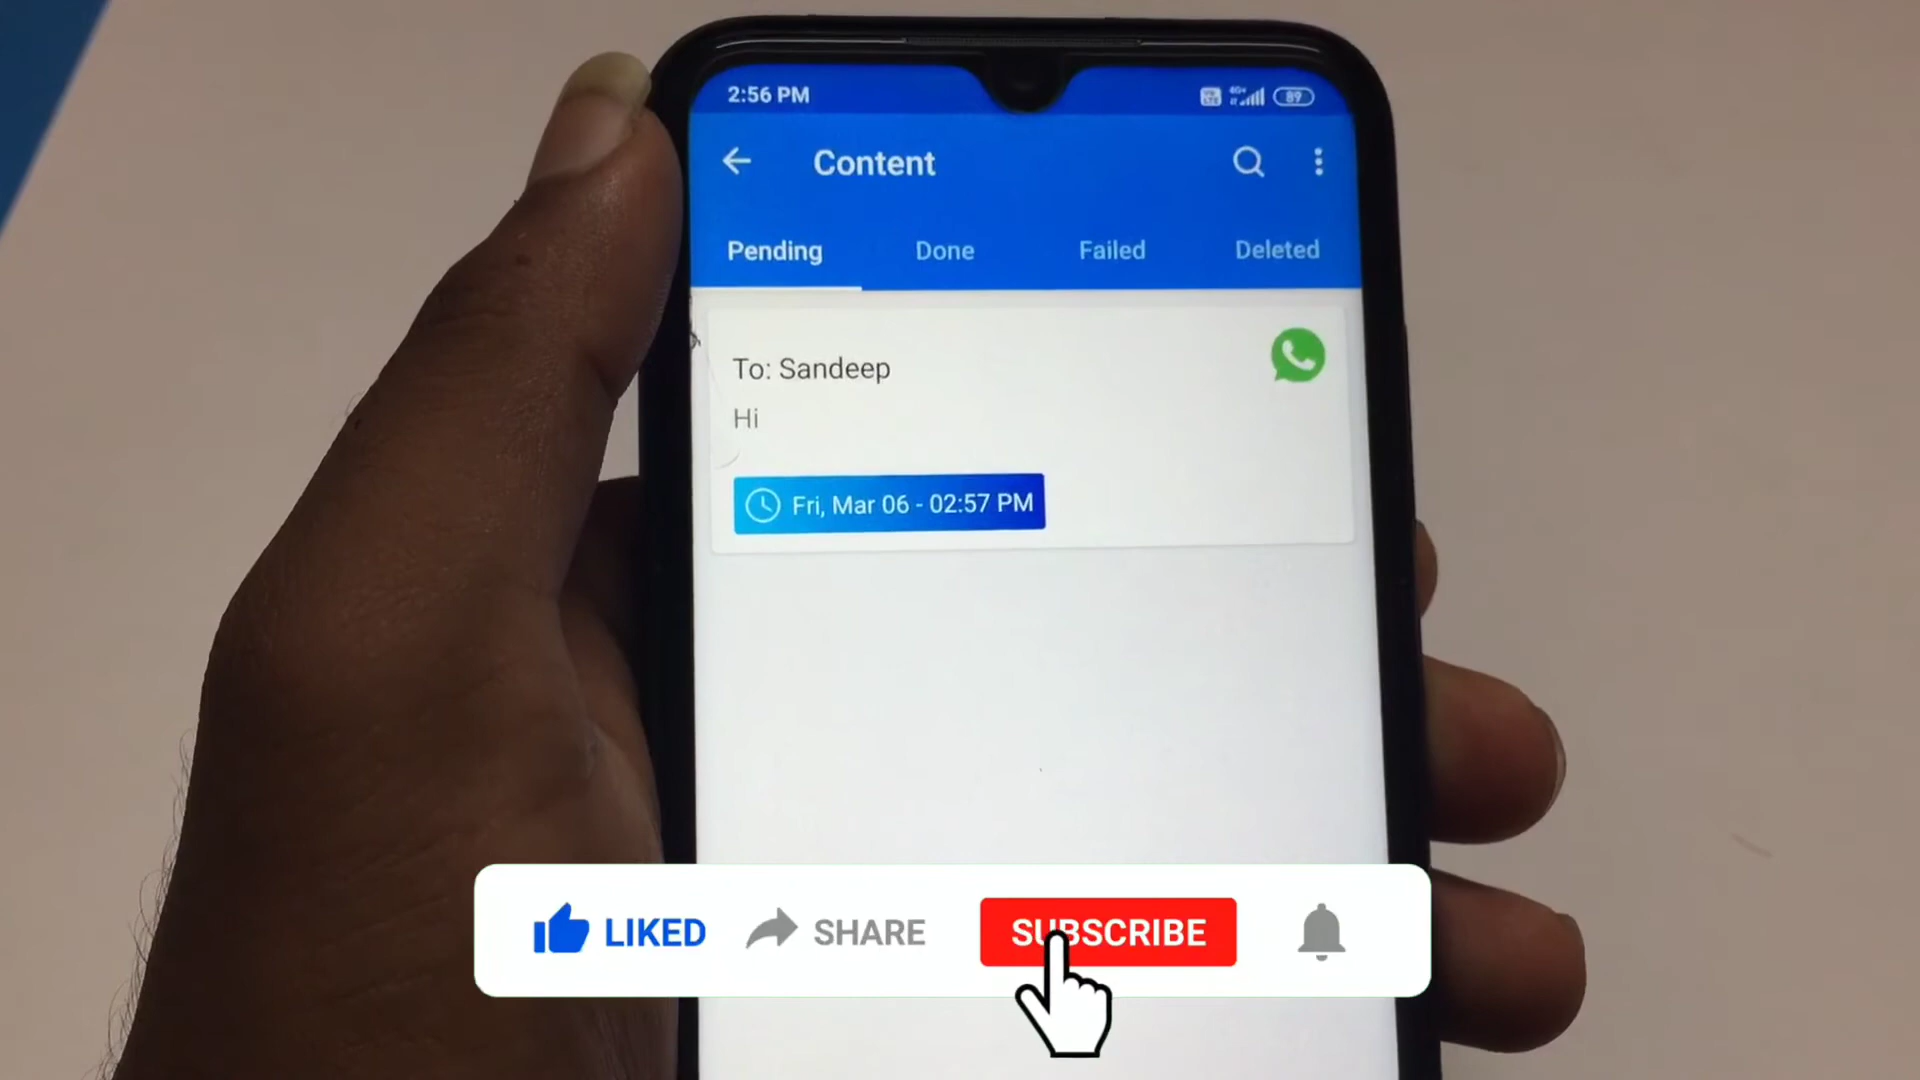 2:56 PM
89
Content
Pending Done Failed Deleted
To: Sandeep
Hi
Fri, Mar 06 - 02:57 PM
LIKED SHARE SUBSCRIBE